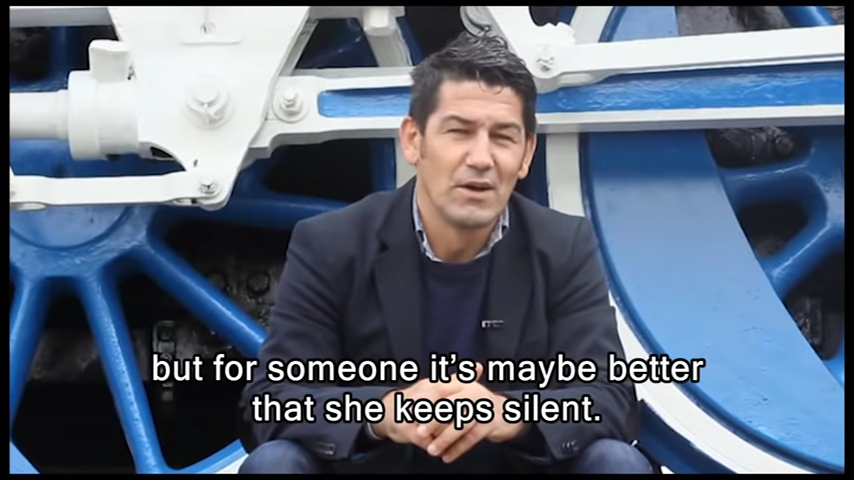 but for someone it's maybe better
that she keeps silent.